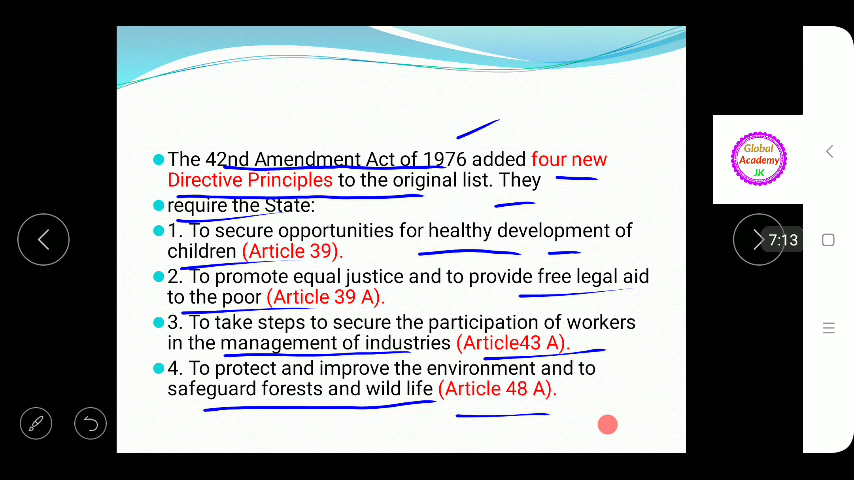 The 42nd Amendment Act of 1976 added four new
Directive Principles to the original list. They
require the State:
1. To secure opportunities for healthy development of
children (Article 39).
2. To promote equal justice and to provide free legal aid
to the poor (Article 39 A).
3. To take steps to secure the participation of workers
in the management of industries (Article43 A).
4. To protect and improve the environment and to
safeguard forests and wild life (Article 48 A).
Global
Academy
JK
7:13